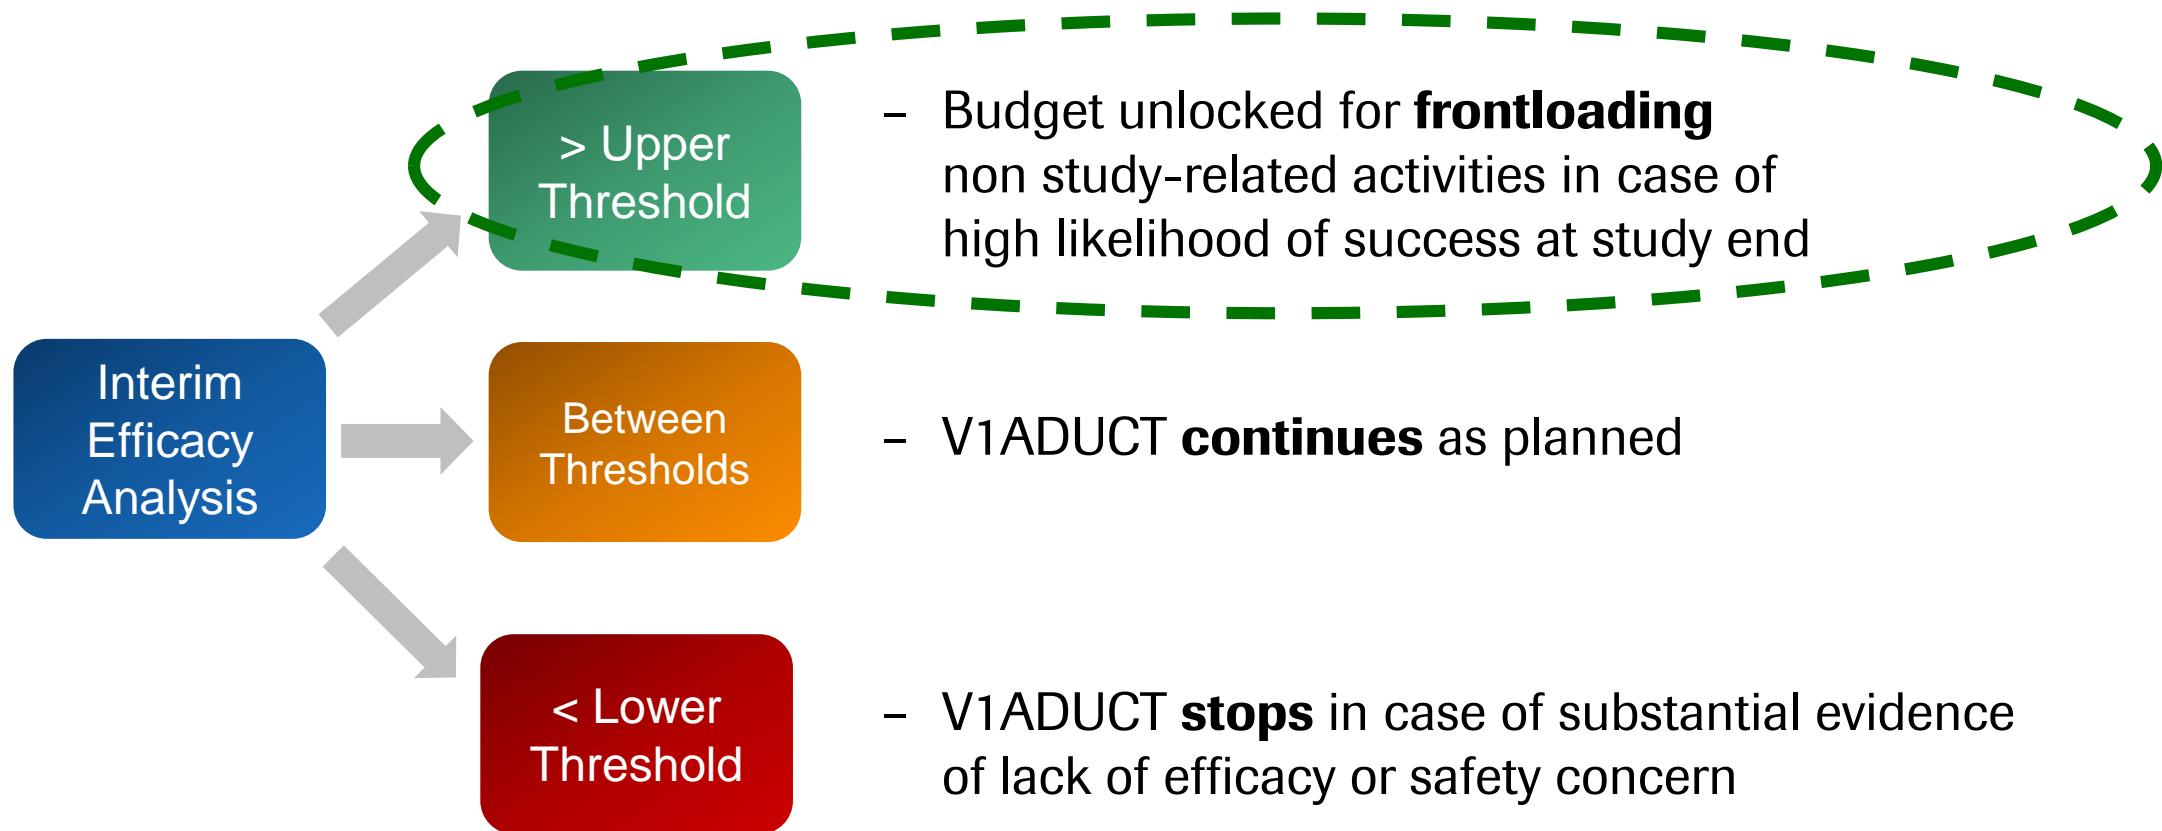 Interim
Efficacy
Analysis
> Upper
Threshold
– Budget unlocked for frontloading
non study-related activities in case of
high likelihood of success at study end
Between
Thresholds
– V1ADUCT continues as planned
< Lower
Threshold
– V1ADUCT stops in case of substantial evidence
of lack of efficacy or safety concern